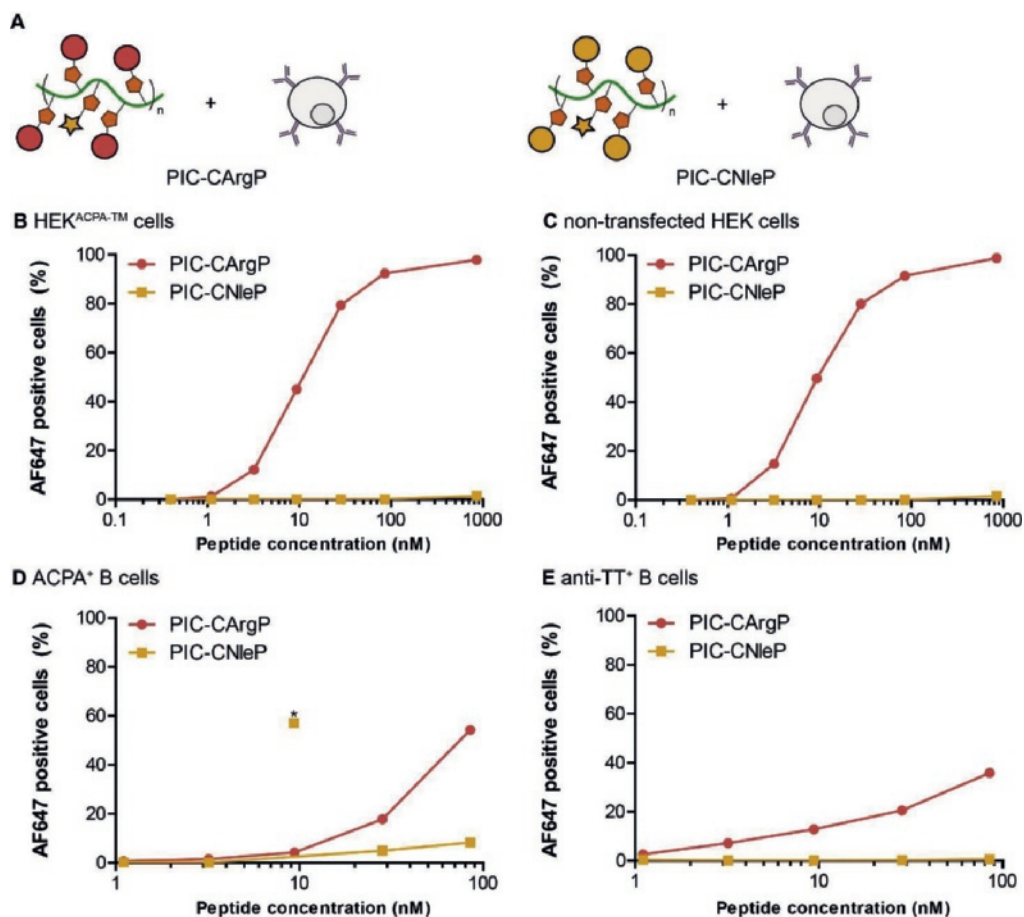 A
+
n
PIC-CArgP
+
n
PIC-CNleP
B HEKACPA-TM cells
AF647 positive cells (%)
100
80
60
40
20
0
PIC-CArgP
PIC-CNleP
0.1
1
10
100
1000
Peptide concentration (nM)
C non-transfected HEK cells
AF647 positive cells (%)
100
80
60
40
20
0
PIC-CArgP
PIC-CNleP
0.1
1
10
100
1000
Peptide concentration (nM)
D ACPA+ B cells
AF647 positive cells (%)
100
80
60
40
20
0
PIC-CArgP
PIC-CNleP
*
1
10
100
Peptide concentration (nM)
E anti-TT+ B cells
AF647 positive cells (%)
100
80
60
40
20
0
PIC-CArgP
PIC-CNleP
1
10
100
Peptide concentration (nM)